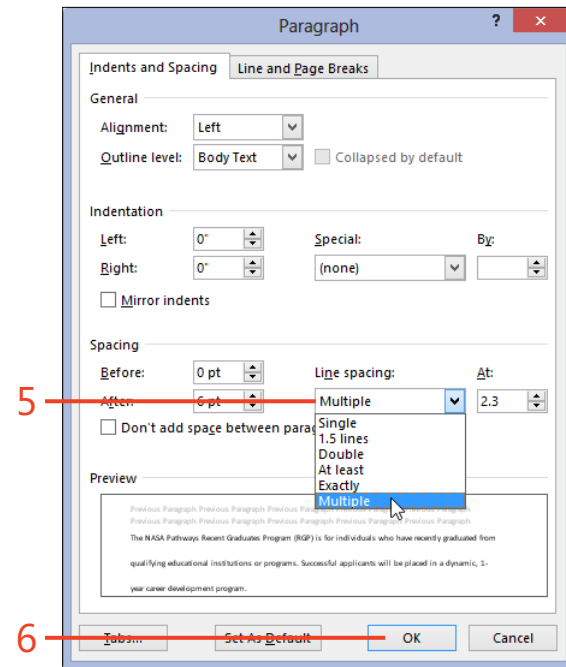 Paragraph ? ×
Indents and Spacing Line and Page Breaks
General
Alignment: Left
Outline level: Body Text Collapsed by default
Indentation
Left: 0" Special: By:
Right: 0" (none)
Mirror indents
Spacing
Before: 0 pt Line spacing: At:
5 After: 6 pt Multiple 2.3
Don't add space between parag
Single
1.5 lines
Double
At least
Exactly
Multiple
Preview
Previous Paragraph Previous Paragraph Previous Paragraph Previous Paragraph Previous Paragraph
Previous Paragraph Previous Paragraph Previous Paragraph Previous Paragraph Previous Paragraph
The NASA Pathways Recent Graduates Program (RGP) is for individuals who have recently graduated from
qualifying educational institutions or programs. Successful applicants will be placed in a dynamic, 1-
year career development program.
6 Tabs... Set As Default OK Cancel